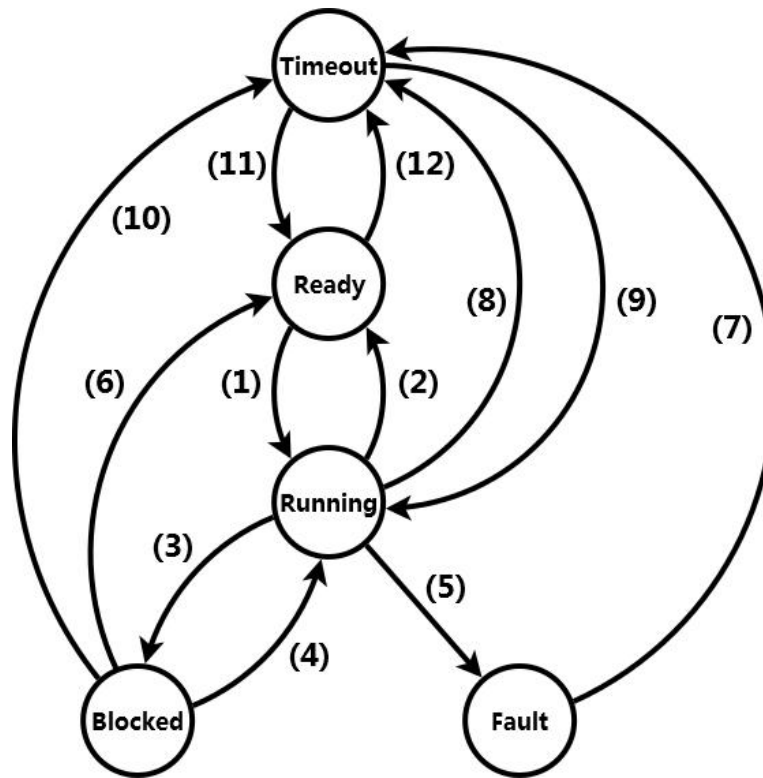 Timeout
(11)
(12)
(10)
Ready
(8)
(9)
(7)
(6)
(1)
(2)
Running
(3)
(5)
(4)
Blocked
Fault